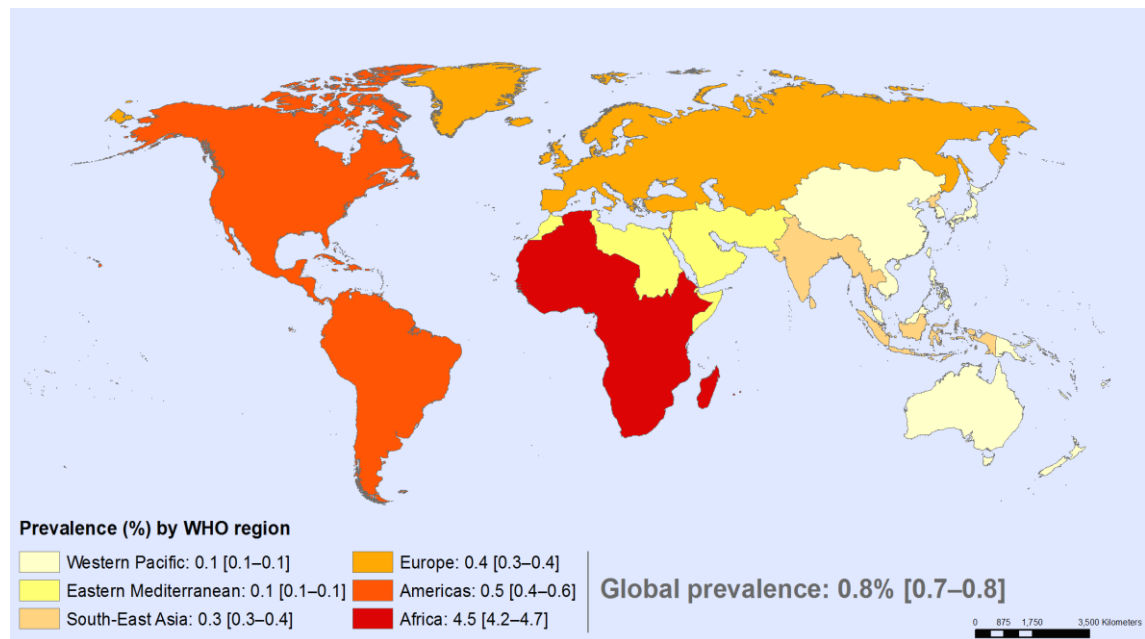 Prevalence (%) by WHO region
Western Pacific: 0.1 [0.1–0.1]
Eastern Mediterranean: 0.1 [0.1–0.1]
South-East Asia: 0.3 [0.3–0.4]
Europe: 0.4 [0.3–0.4]
Americas: 0.5 [0.4–0.6]
Africa: 4.5 [4.2–4.7]
Global prevalence: 0.8% [0.7–0.8]
0 875 1,750 3,500 Kilometers